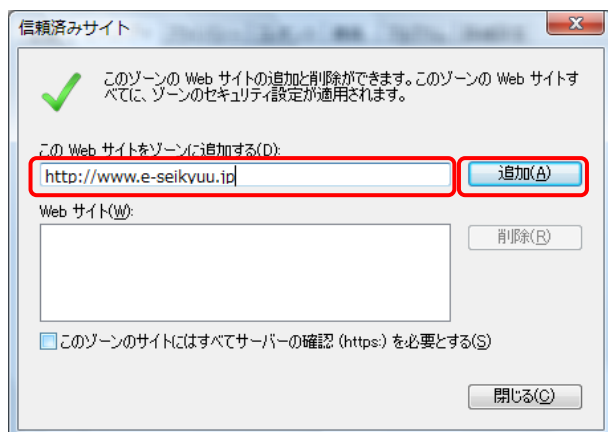 信頼済みサイト
このゾーンの Web サイトの追加と削除ができます。このゾーンの Web サイトす
べてに、ゾーンのセキュリティ設定が適用されます。
この Web サイトをゾーンに追加する(D):
http://www.e-seikyuu.jp
追加(A)
Web サイト(W):
削除(R)
このゾーンのサイトにはすべてサーバーの確認 (https:) を必要とする(S)
閉じる(C)